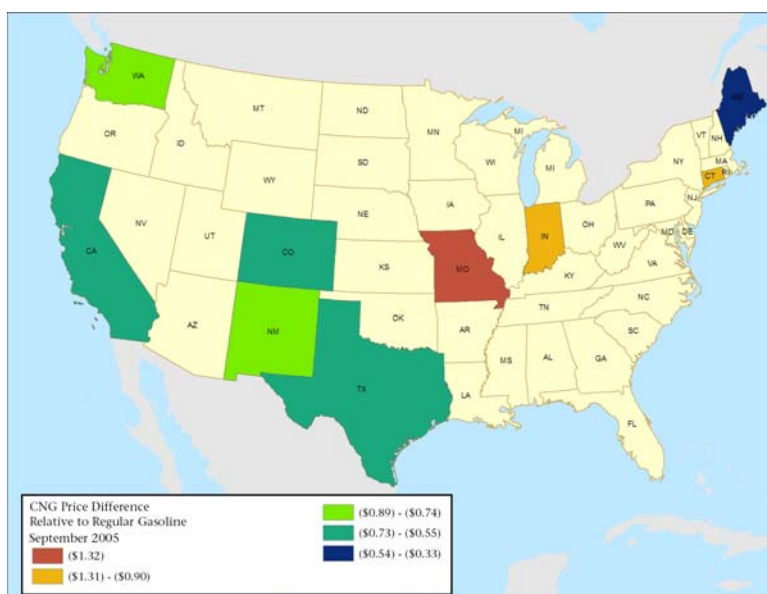 WA
MT
ND
MN
MI
ME
VT
NH
OR
ID
SD
WI
MI
NY
MA
CT
RI
WY
NE
IA
PA
NJ
NV
UT
CO
KS
MO
IL
IN
OH
WV
MD
DE
VA
CA
KY
AZ
NM
OK
AR
TN
NC
SC
TX
LA
MS
AL
GA
FL
CNG Price Difference
Relative to Regular Gasoline
September 2005
($1.32)
($1.31) - ($0.90)
($0.89) - ($0.74)
($0.73) - ($0.55)
($0.54) - ($0.33)